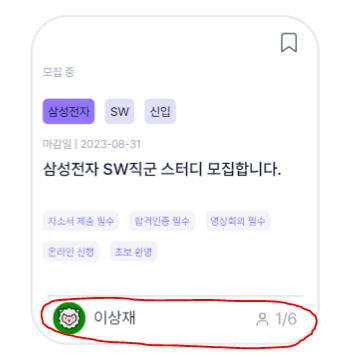 모집 중
삼성전자 SW 신입
마감일 | 2023-08-31
삼성전자 SW직군 스터디 모집합니다.
자소서 제출 필수 합격인증 필수 영상회의 필수
온라인 진행 초보 환영
이상재 1/6